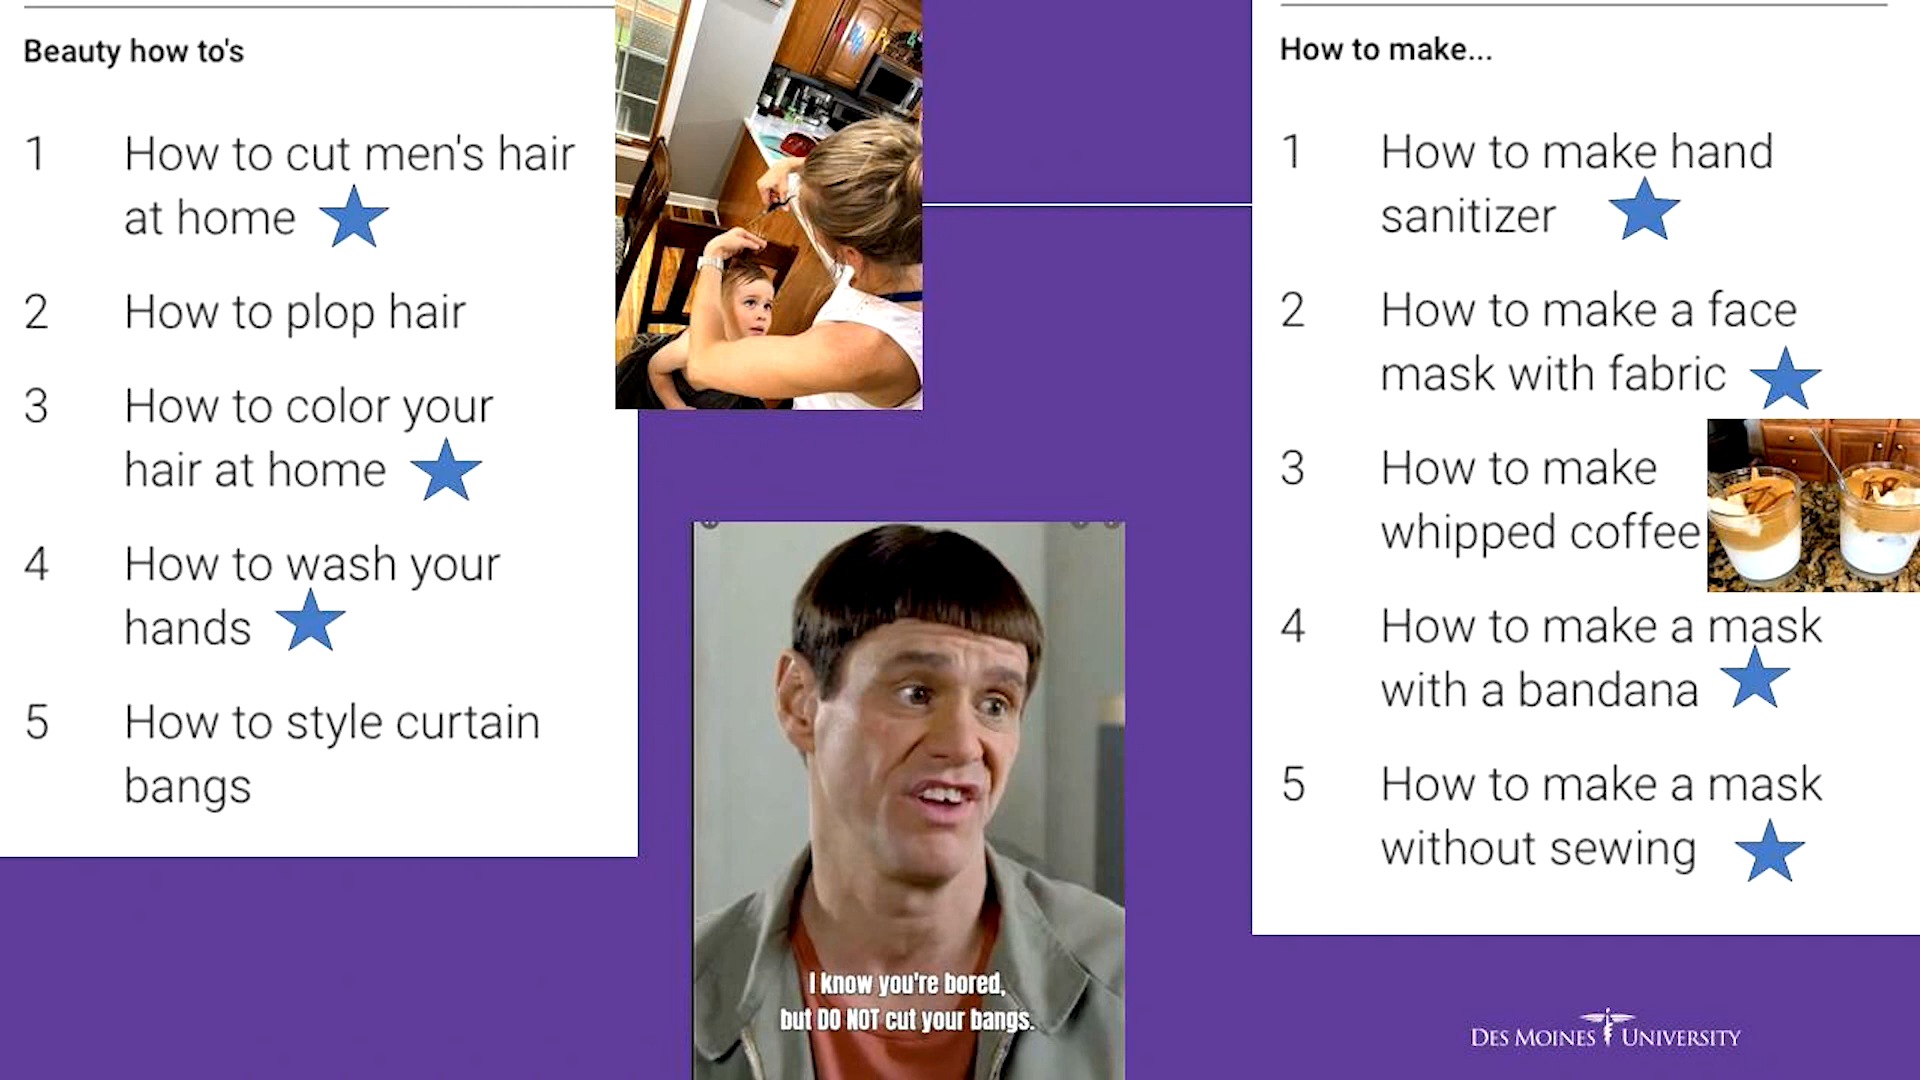 Beauty how to's
1 How to cut men's hair
at home
2 How to plop hair
3 How to color your
hair at home
4 How to wash your
hands
5 How to style curtain
bangs
I know you're bored,
but DO NOT cut your bangs.
How to make...
1 How to make hand
sanitizer
2 How to make a face
mask with fabric
3 How to make
whipped coffee
4 How to make a mask
with a bandana
5 How to make a mask
without sewing
DES MOINES UNIVERSITY